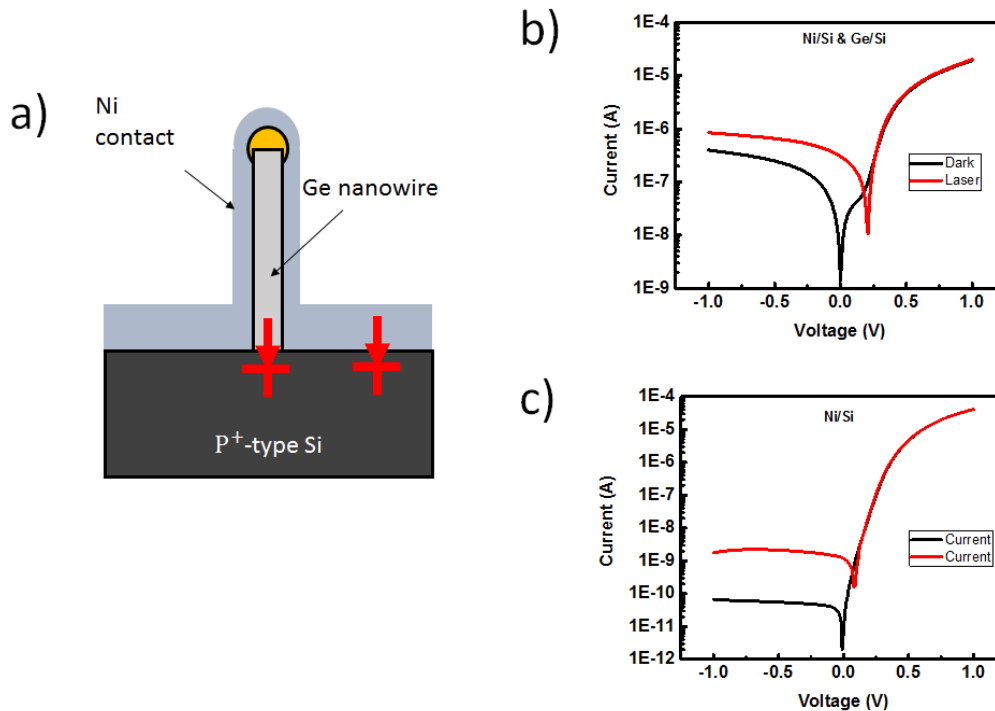 a)
Ni
contact
Ge nanowire
P⁺-type Si
b)
Ni/Si & Ge/Si
Current (A)
1E-4
1E-5
1E-6
1E-7
1E-8
1E-9
Dark
Laser
-1.0 -0.5 0.0 0.5 1.0
Voltage (V)
c)
Ni/Si
Current (A)
1E-4
1E-5
1E-6
1E-7
1E-8
1E-9
1E-10
1E-11
1E-12
Current
Current
-1.0 -0.5 0.0 0.5 1.0
Voltage (V)